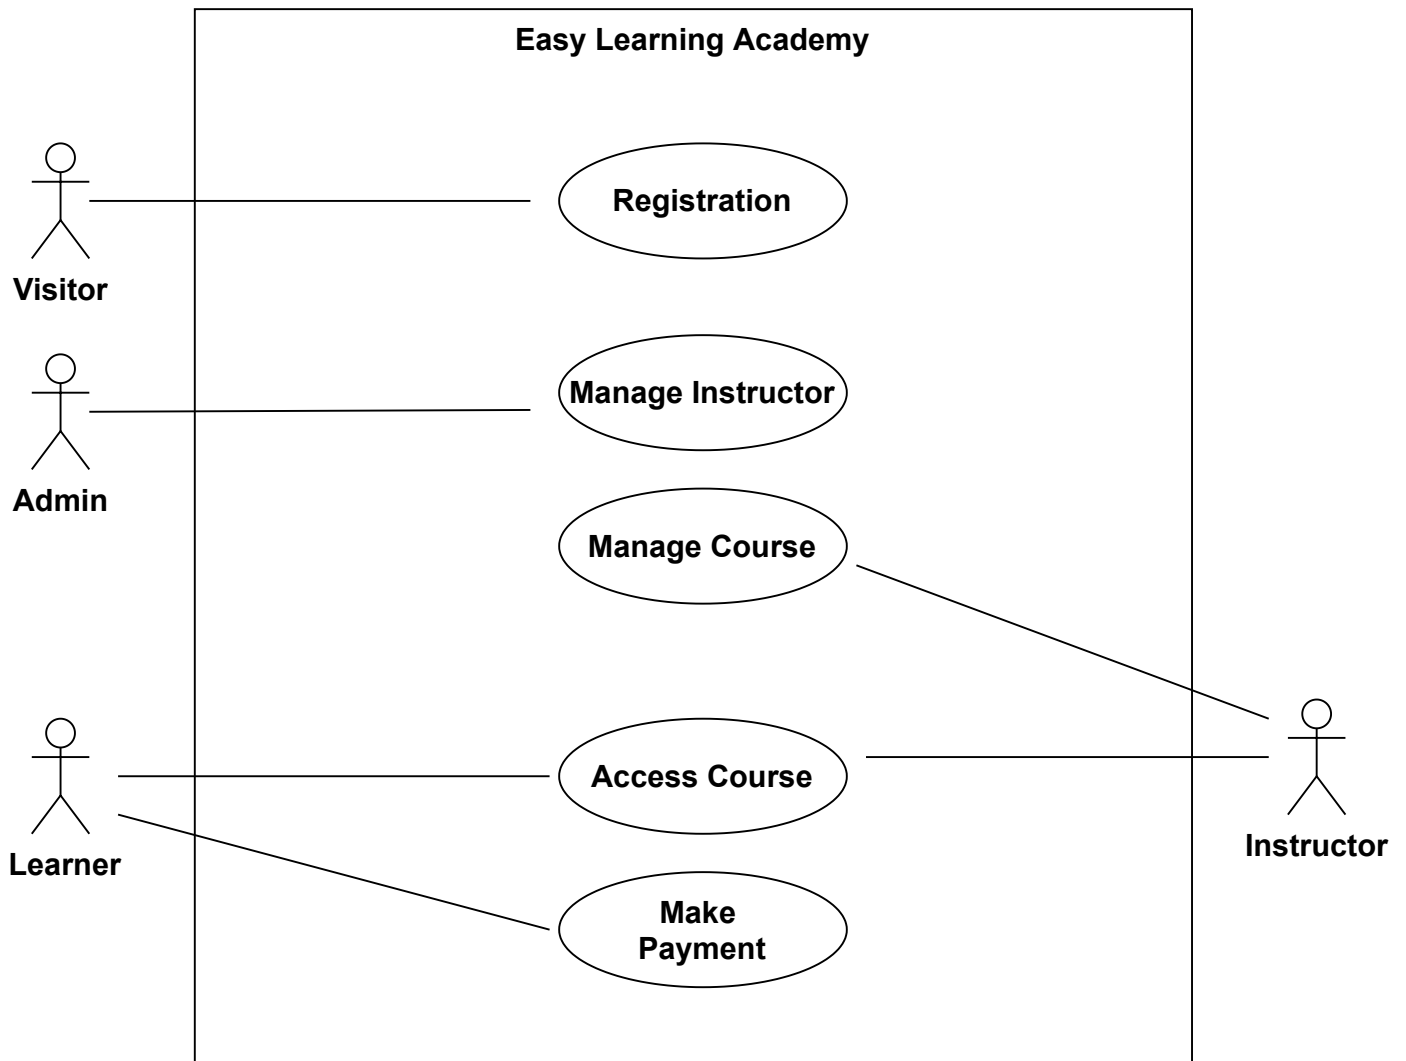 Easy Learning Academy
Registration
Visitor
Manage Instructor
Admin
Manage Course
Access Course
Learner
Instructor
Make
Payment